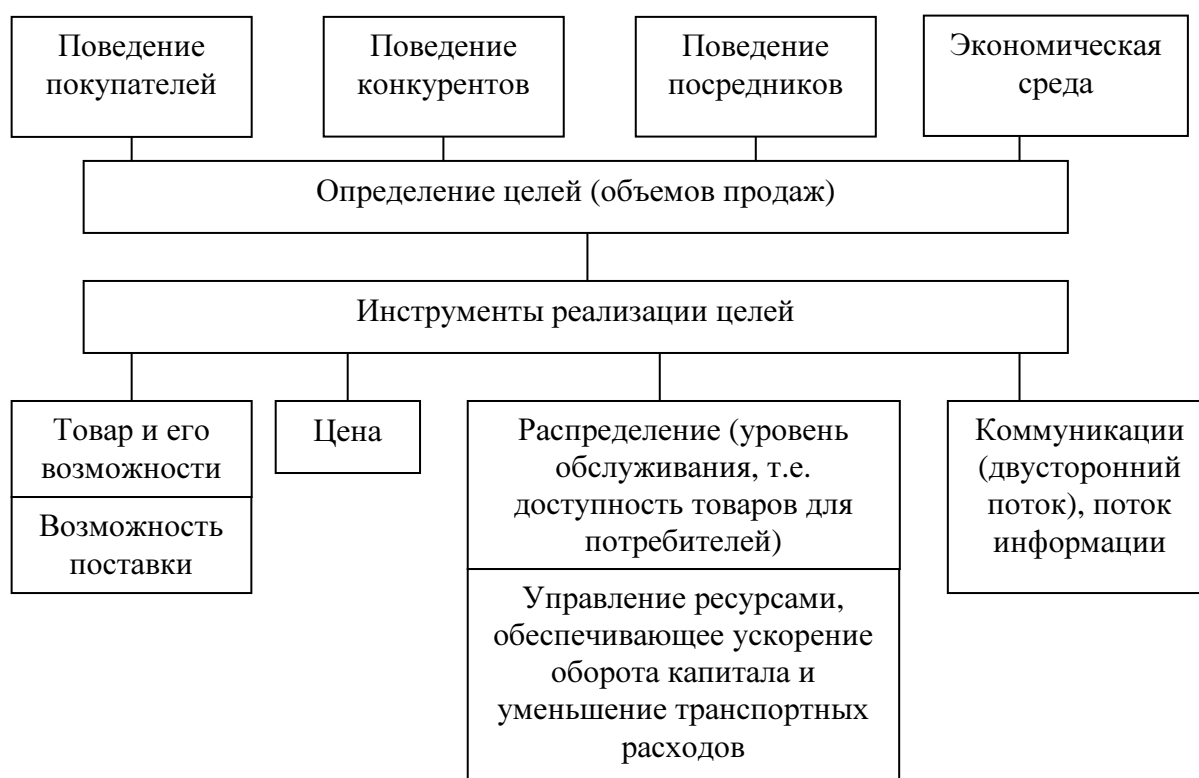 Поведение
покупателей
Поведение
конкурентов
Поведение
посредников
Экономическая
среда
Определение целей (объемов продаж)
Инструменты реализации целей
Товар и его
возможности
Возможность
поставки
Цена
Распределение (уровень
обслуживания, т.е.
доступность товаров для
потребителей)
Управление ресурсами,
обеспечивающее ускорение
оборота капитала и
уменьшение транспортных
расходов
Коммуникации
(двусторонний
поток), поток
информации